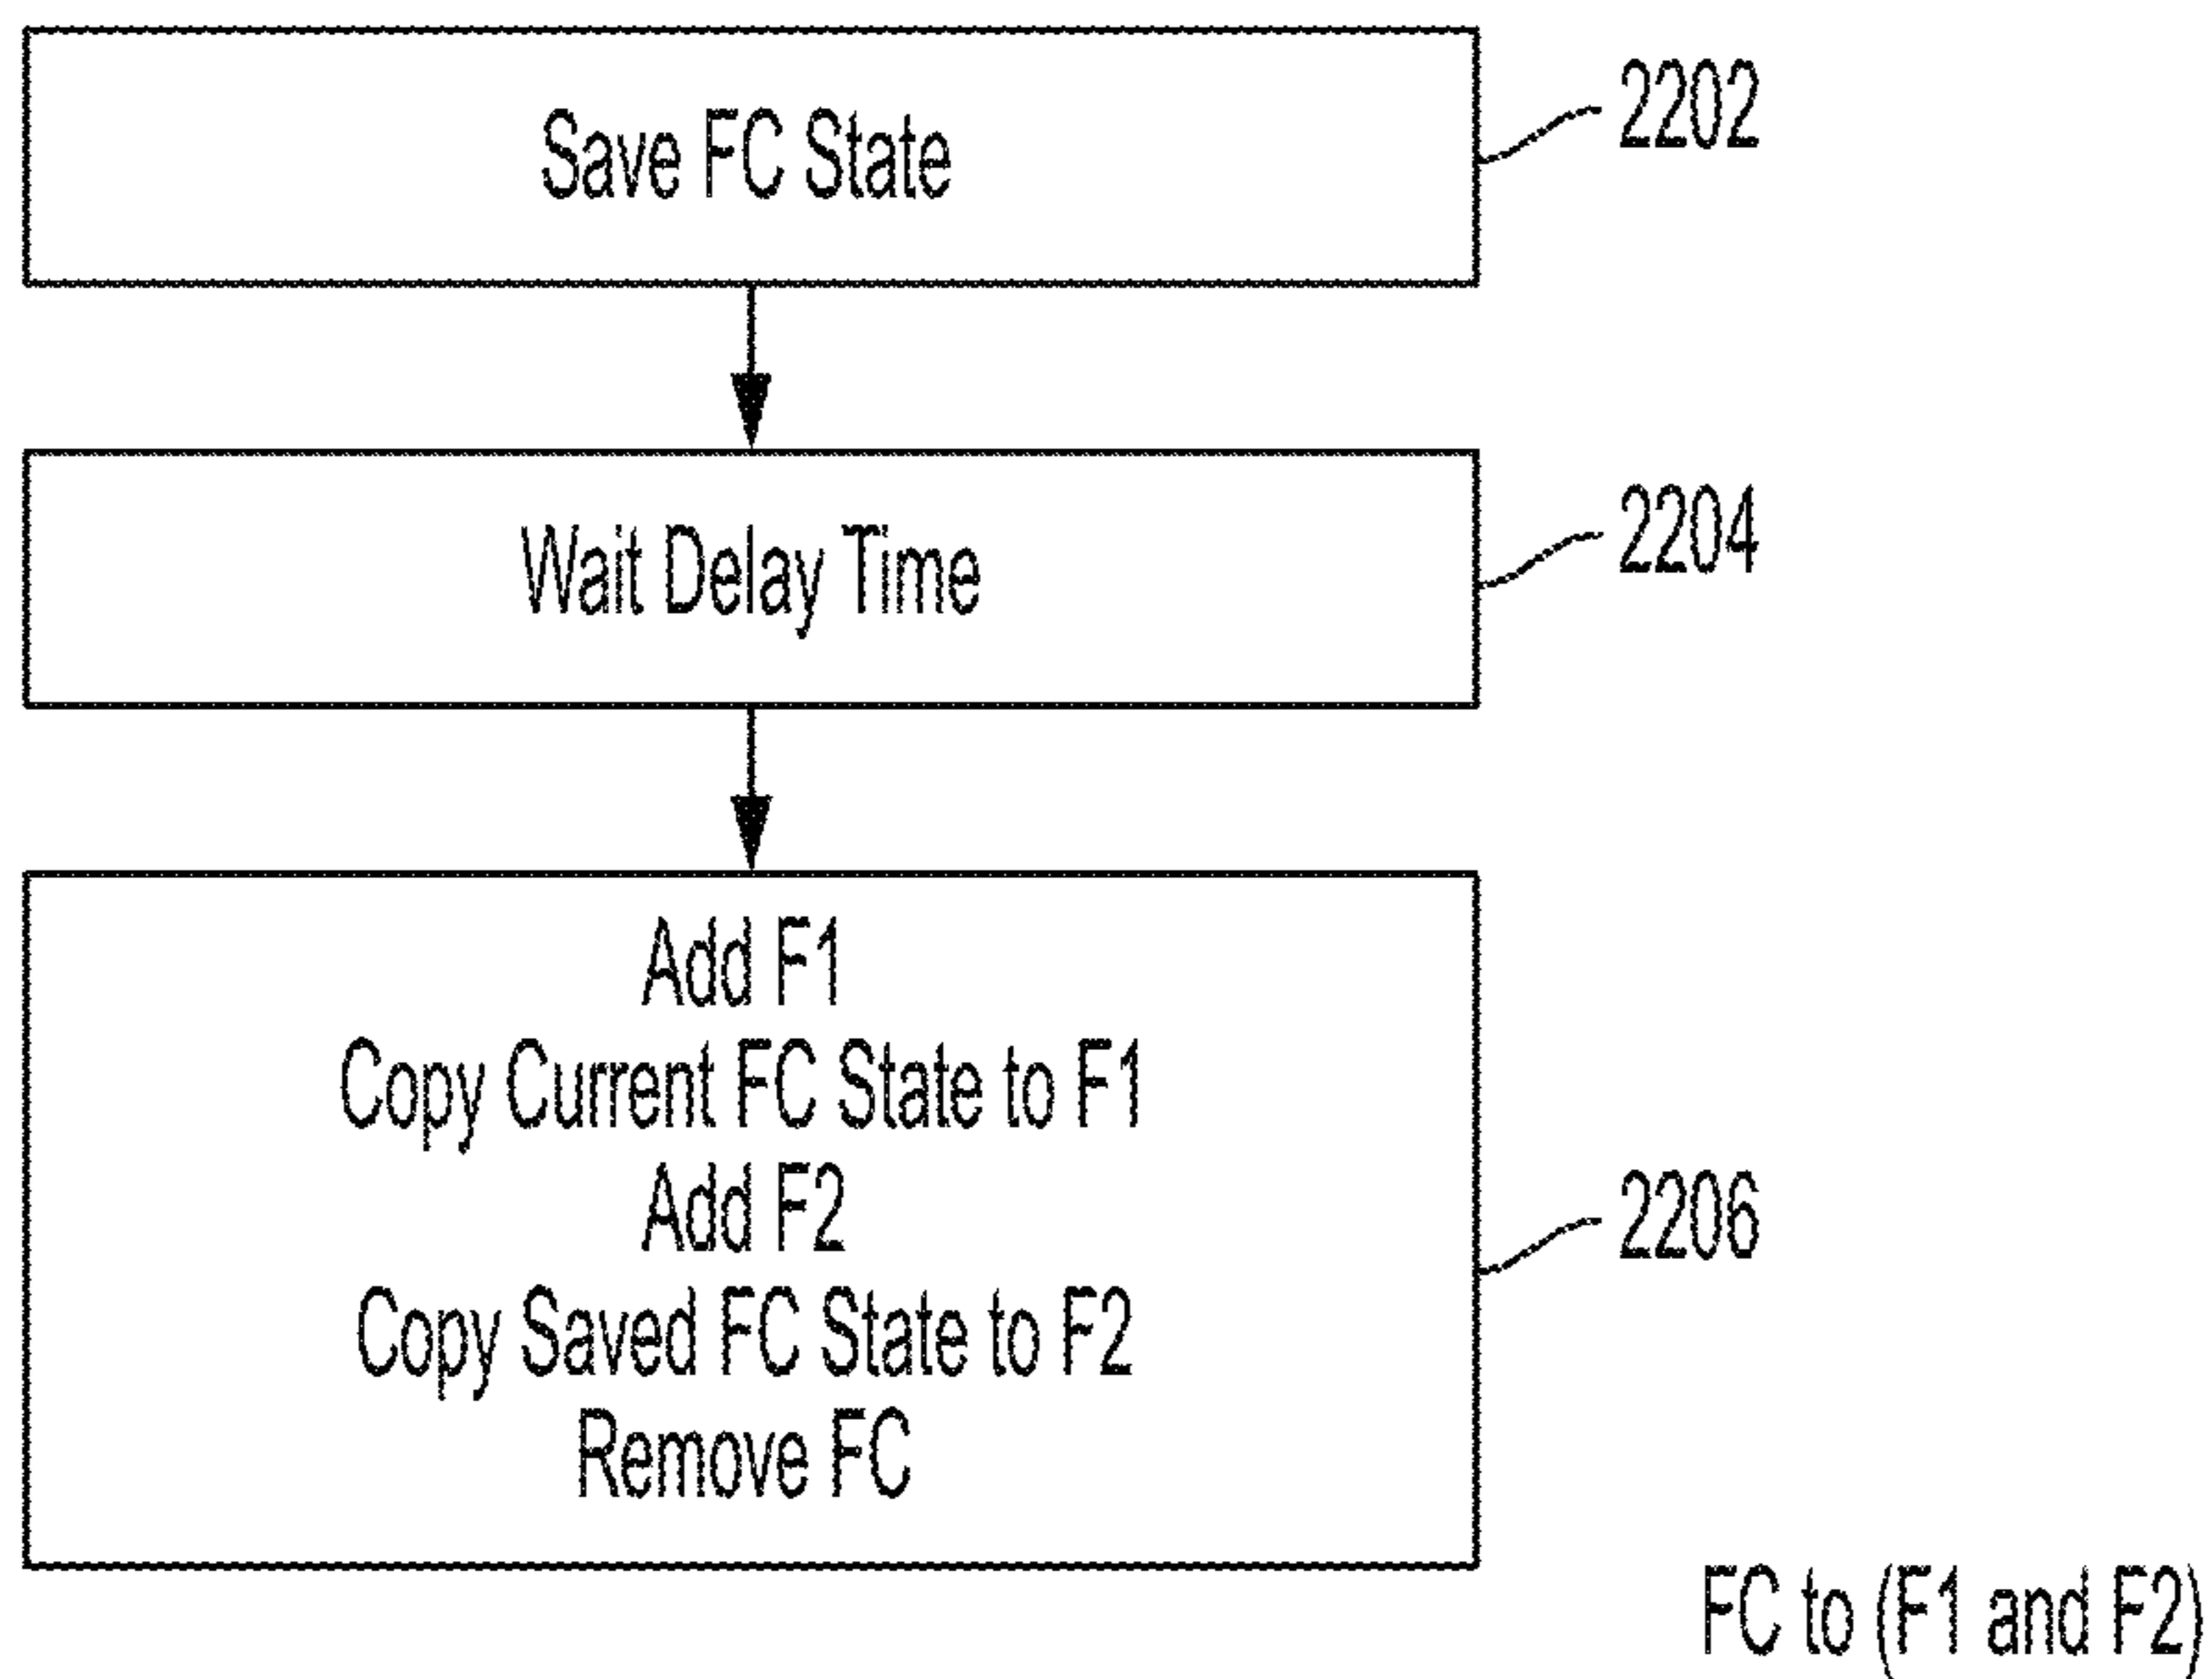 Save FC State
2202
Wait Delay Time
2204
Add F1
Copy Current FC State to F1
Add F2
Copy Saved FC State to F2
Remove FC
2206
FC to (F1 and F2)